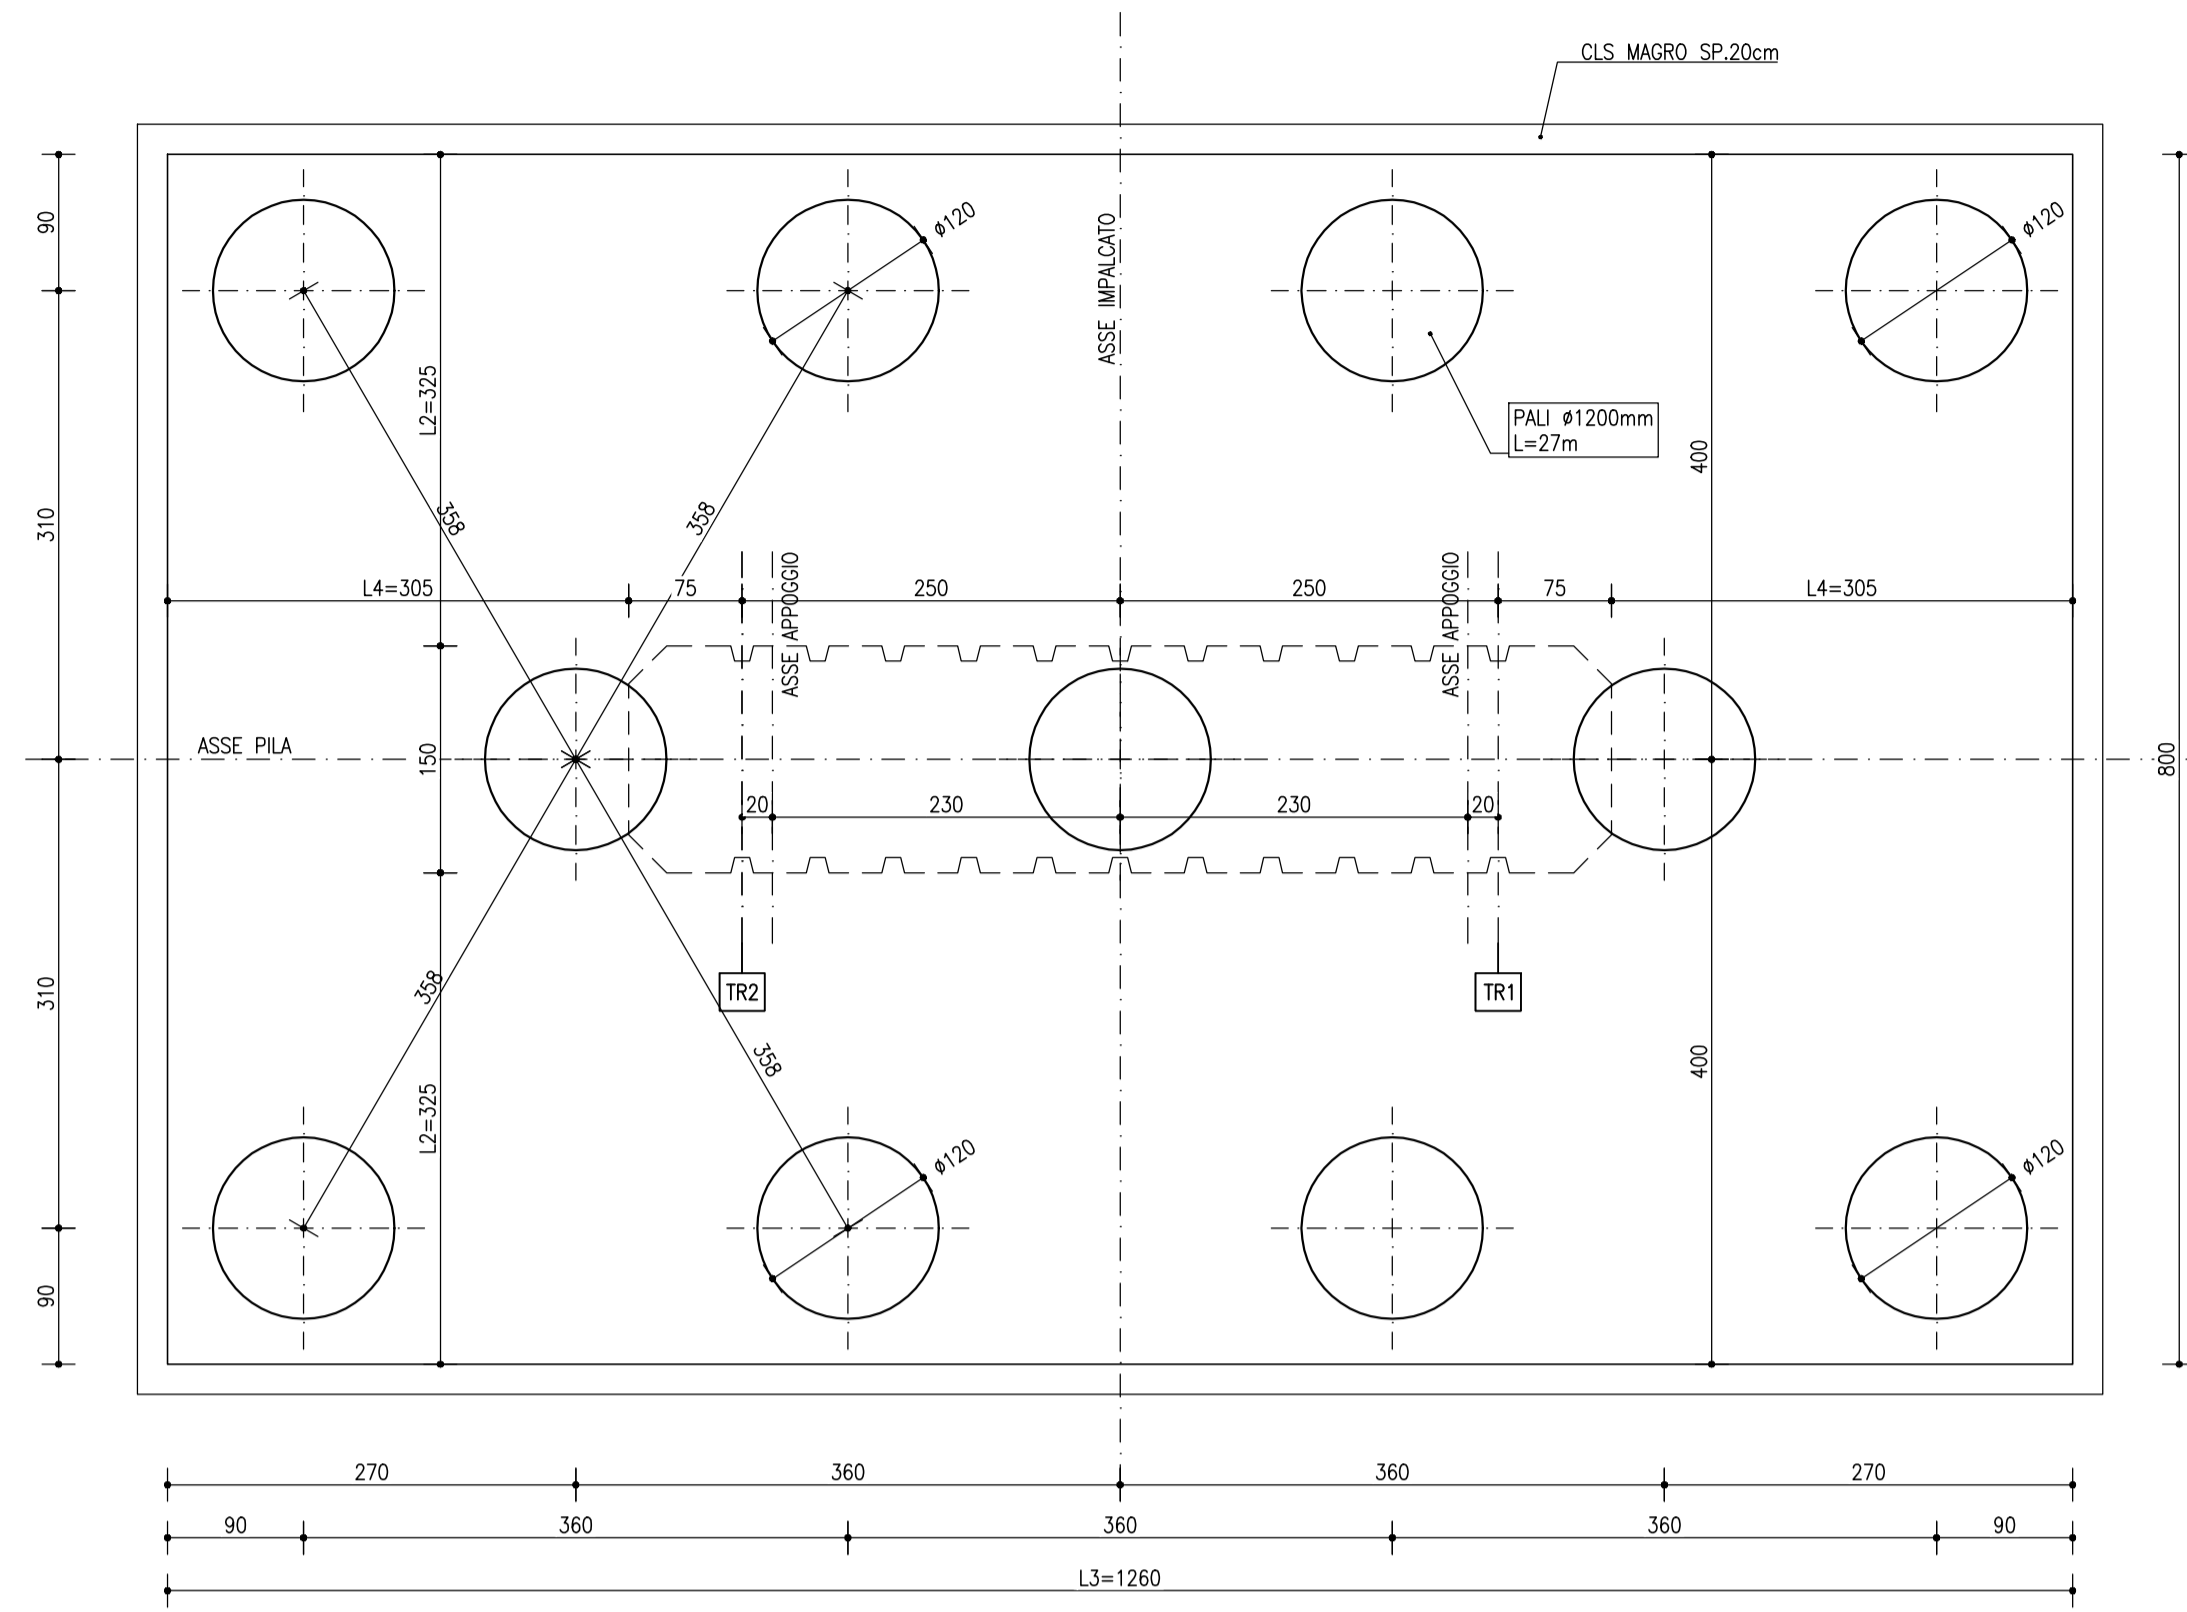 CLS MAGRO SP.20cm
90
310
310
90
ø120
ø120
ASSE IMPALCATO
L2=325
PALI ø1200mm
L=27m
400
358
358
L4=305
75
250
250
75
L4=305
ASSE APPOGGIO
ASSE APPOGGIO
ASSE PILA
150
800
20
230
230
20
TR2
TR1
358
358
L2=325
400
ø120
ø120
270
360
360
270
90
360
360
360
90
L3=1260